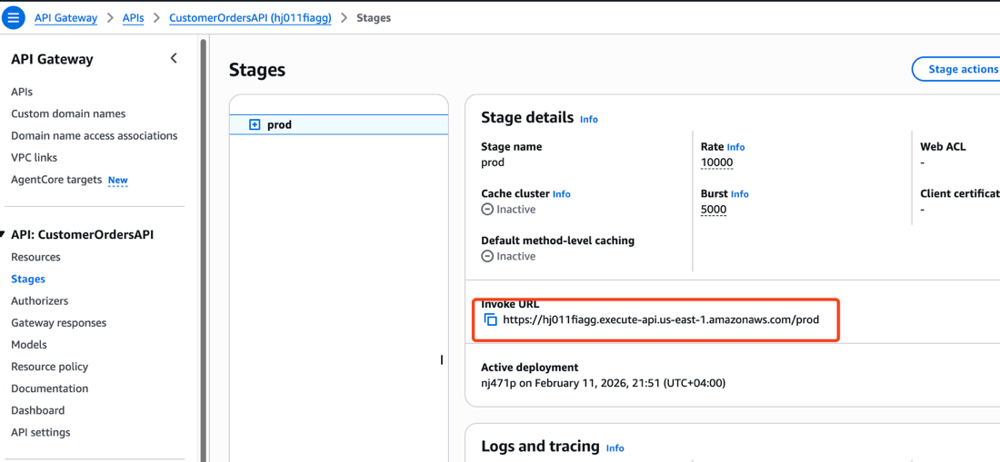 API Gateway > APIs > CustomerOrdersAPI (hj011fiagg) > Stages
API Gateway
APIs
Custom domain names
Domain name access associations
VPC links
AgentCore targets New
API: CustomerOrdersAPI
Resources
Stages
Authorizers
Gateway responses
Models
Resource policy
Documentation
Dashboard
API settings
Stages
Stage actions
prod
Stage details Info
Stage name
prod
Rate Info
10000
Web ACL
-
Cache cluster Info
Inactive
Burst Info
5000
Client certificat
-
Default method-level caching
Inactive
Invoke URL
https://hj011fiagg.execute-api.us-east-1.amazonaws.com/prod
Active deployment
nj471p on February 11, 2026, 21:51 (UTC+04:00)
Logs and tracing Info